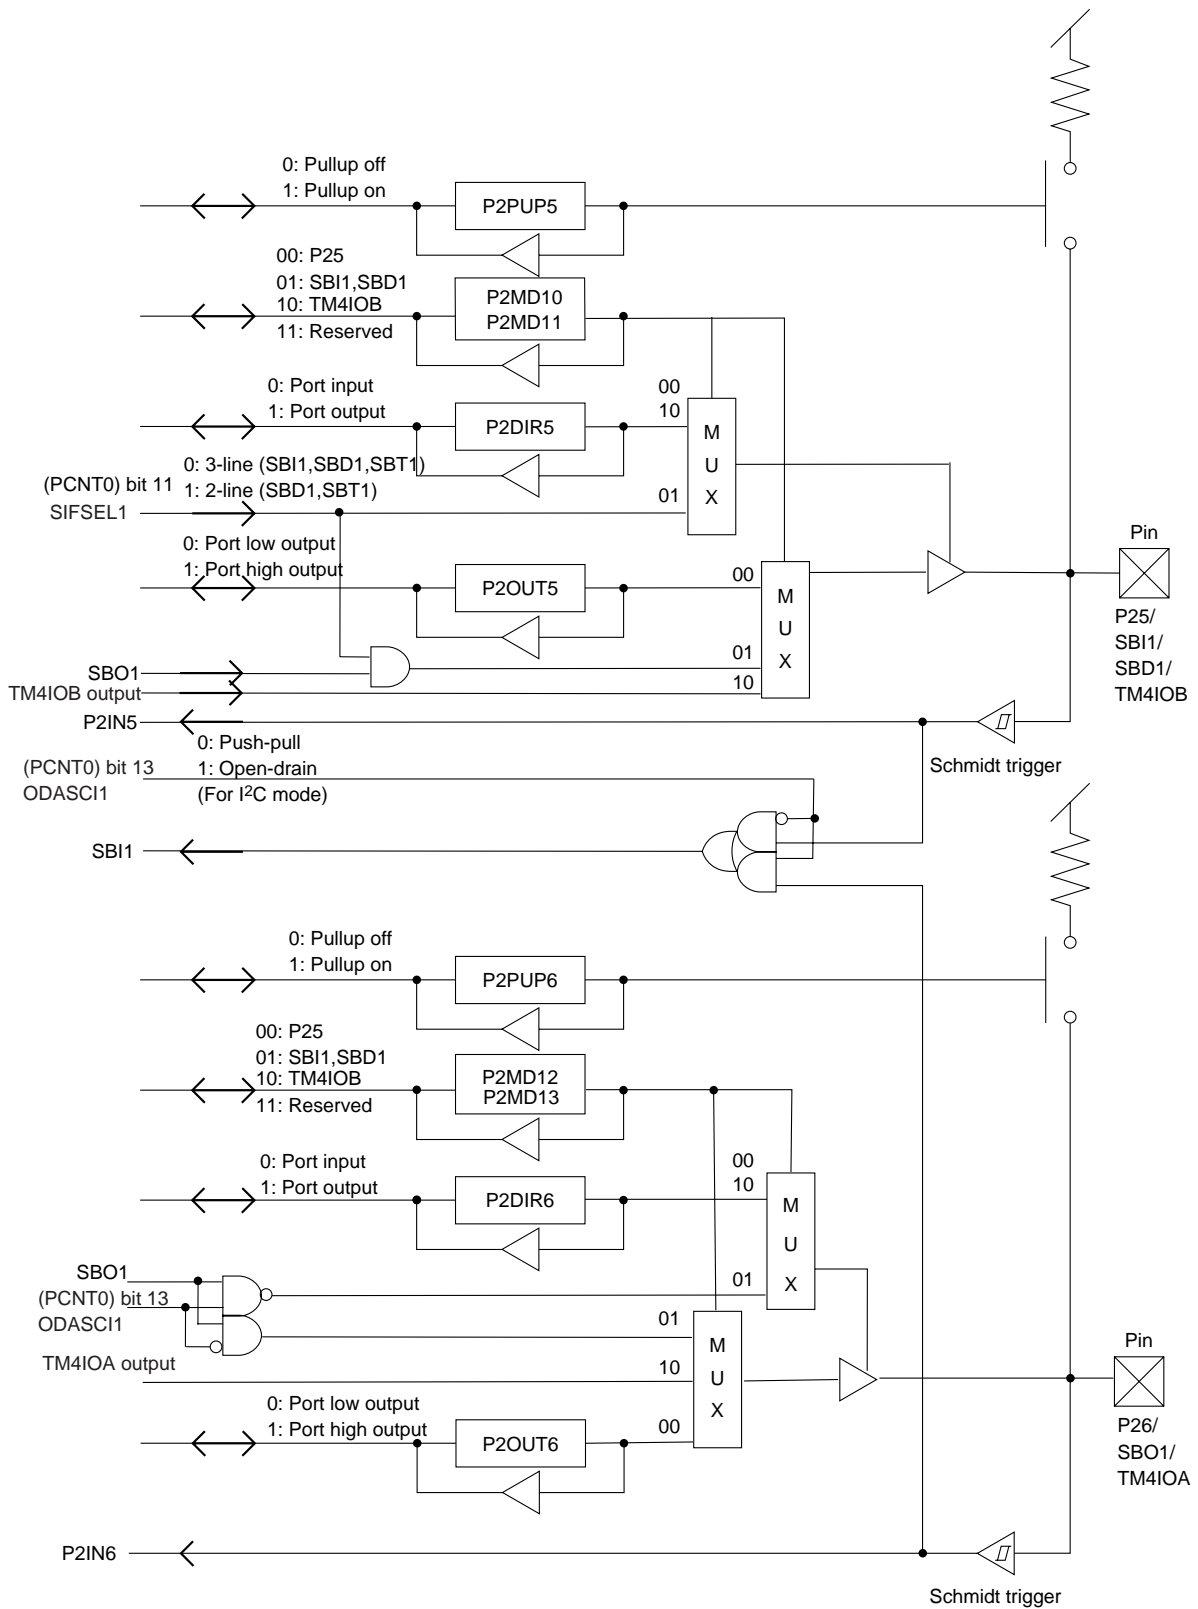 0: Pullup off
1: Pullup on
P2PUP5
00: P25
01: SBI1,SBD1
10: TM4IOB
11: Reserved
P2MD10
P2MD11
0: Port input
1: Port output
P2DIR5
00
10
01
M
U
X
0: 3-line (SBI1,SBD1,SBT1)
1: 2-line (SBD1,SBT1)
(PCNT0) bit 11
SIFSEL1
0: Port low output
1: Port high output
P2OUT5
00
01
10
M
U
X
Pin
P25/
SBI1/
SBD1/
TM4IOB
SBO1
TM4IOB output
P2IN5
Schmidt trigger
0: Push-pull
1: Open-drain
(For I²C mode)
(PCNT0) bit 13
ODASCI1
SBI1
0: Pullup off
1: Pullup on
P2PUP6
00: P25
01: SBI1,SBD1
10: TM4IOB
11: Reserved
P2MD12
P2MD13
0: Port input
1: Port output
P2DIR6
00
10
01
M
U
X
SBO1
(PCNT0) bit 13
ODASCI1
TM4IOA output
01
10
00
M
U
X
0: Port low output
1: Port high output
P2OUT6
Pin
P26/
SBO1/
TM4IOA
P2IN6
Schmidt trigger